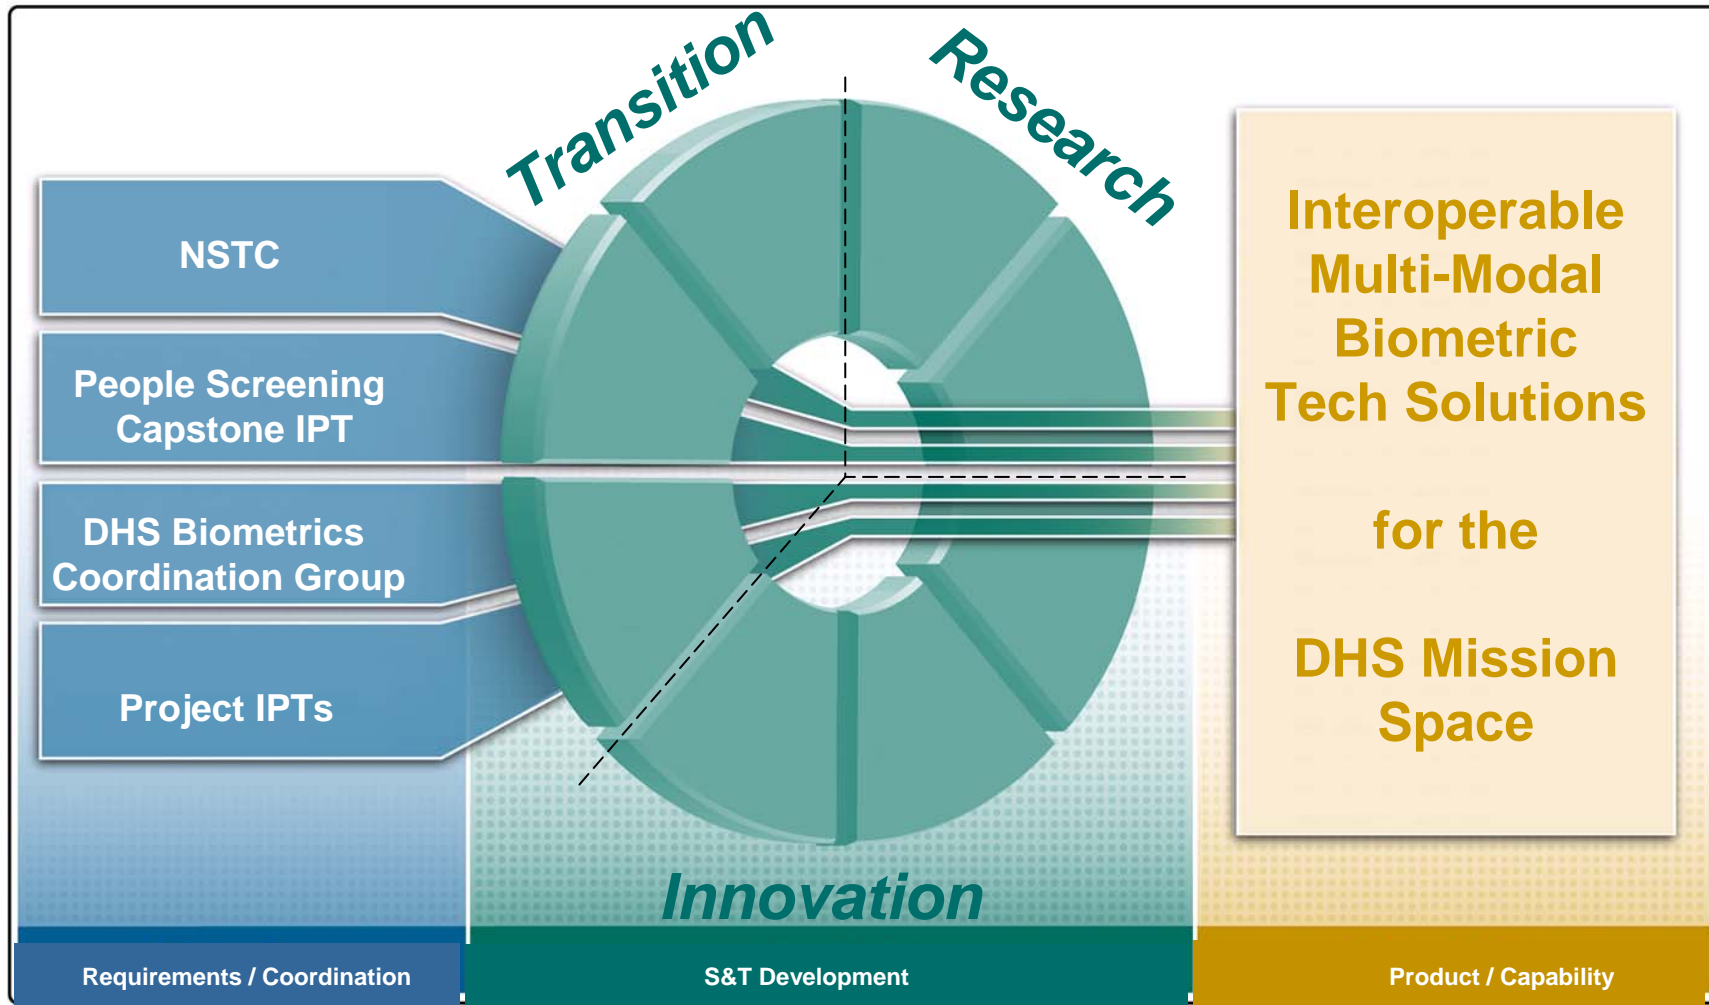 Transition
Research
NSTC
People Screening
Capstone IPT
DHS Biometrics
Coordination Group
Project IPTs
Innovation
Interoperable
Multi-Modal
Biometric
Tech Solutions
for the
DHS Mission
Space
Requirements / Coordination
S&T Development
Product / Capability